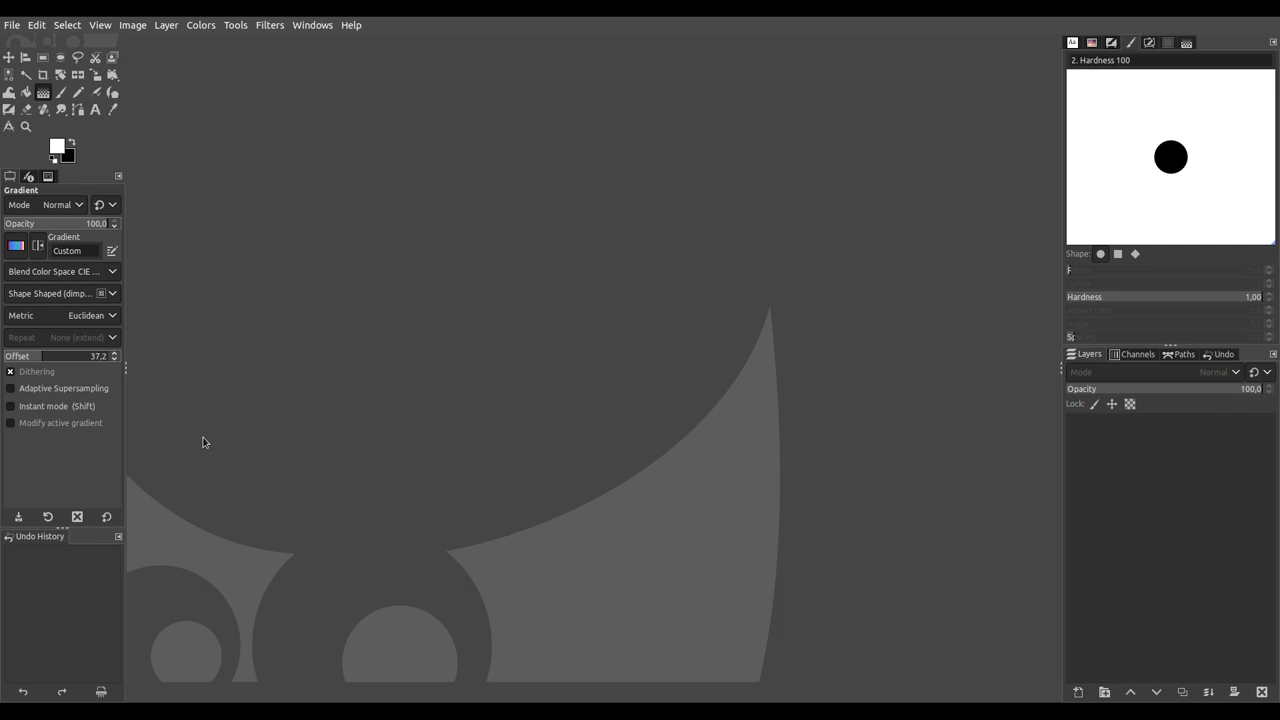 File Edit Select View Image Layer Colors Tools Filters Windows Help
Aa
2. Hardness 100
Gradient
Mode Normal
Opacity 100,0
Gradient
Custom
Blend Color Space CIE ...
Shape Shaped (dimp...
Metric Euclidean
Repeat None (extend)
Offset 37,2
Dithering
Adaptive Supersampling
Instant mode (Shift)
Modify active gradient
Undo History
Shape:
Hardness 1,00
Layers Channels Paths Undo
Mode Normal
Opacity 100,0
Lock: